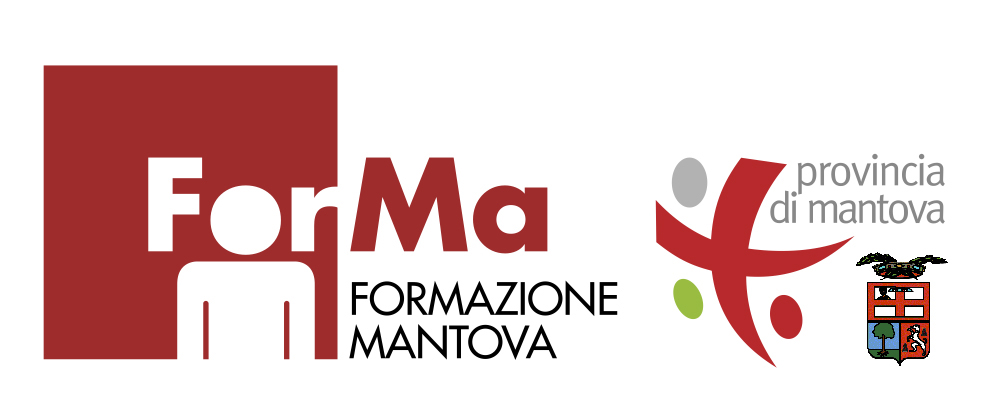 ForMa
FORMAZIONE
MANTOVA
provincia
di mantova